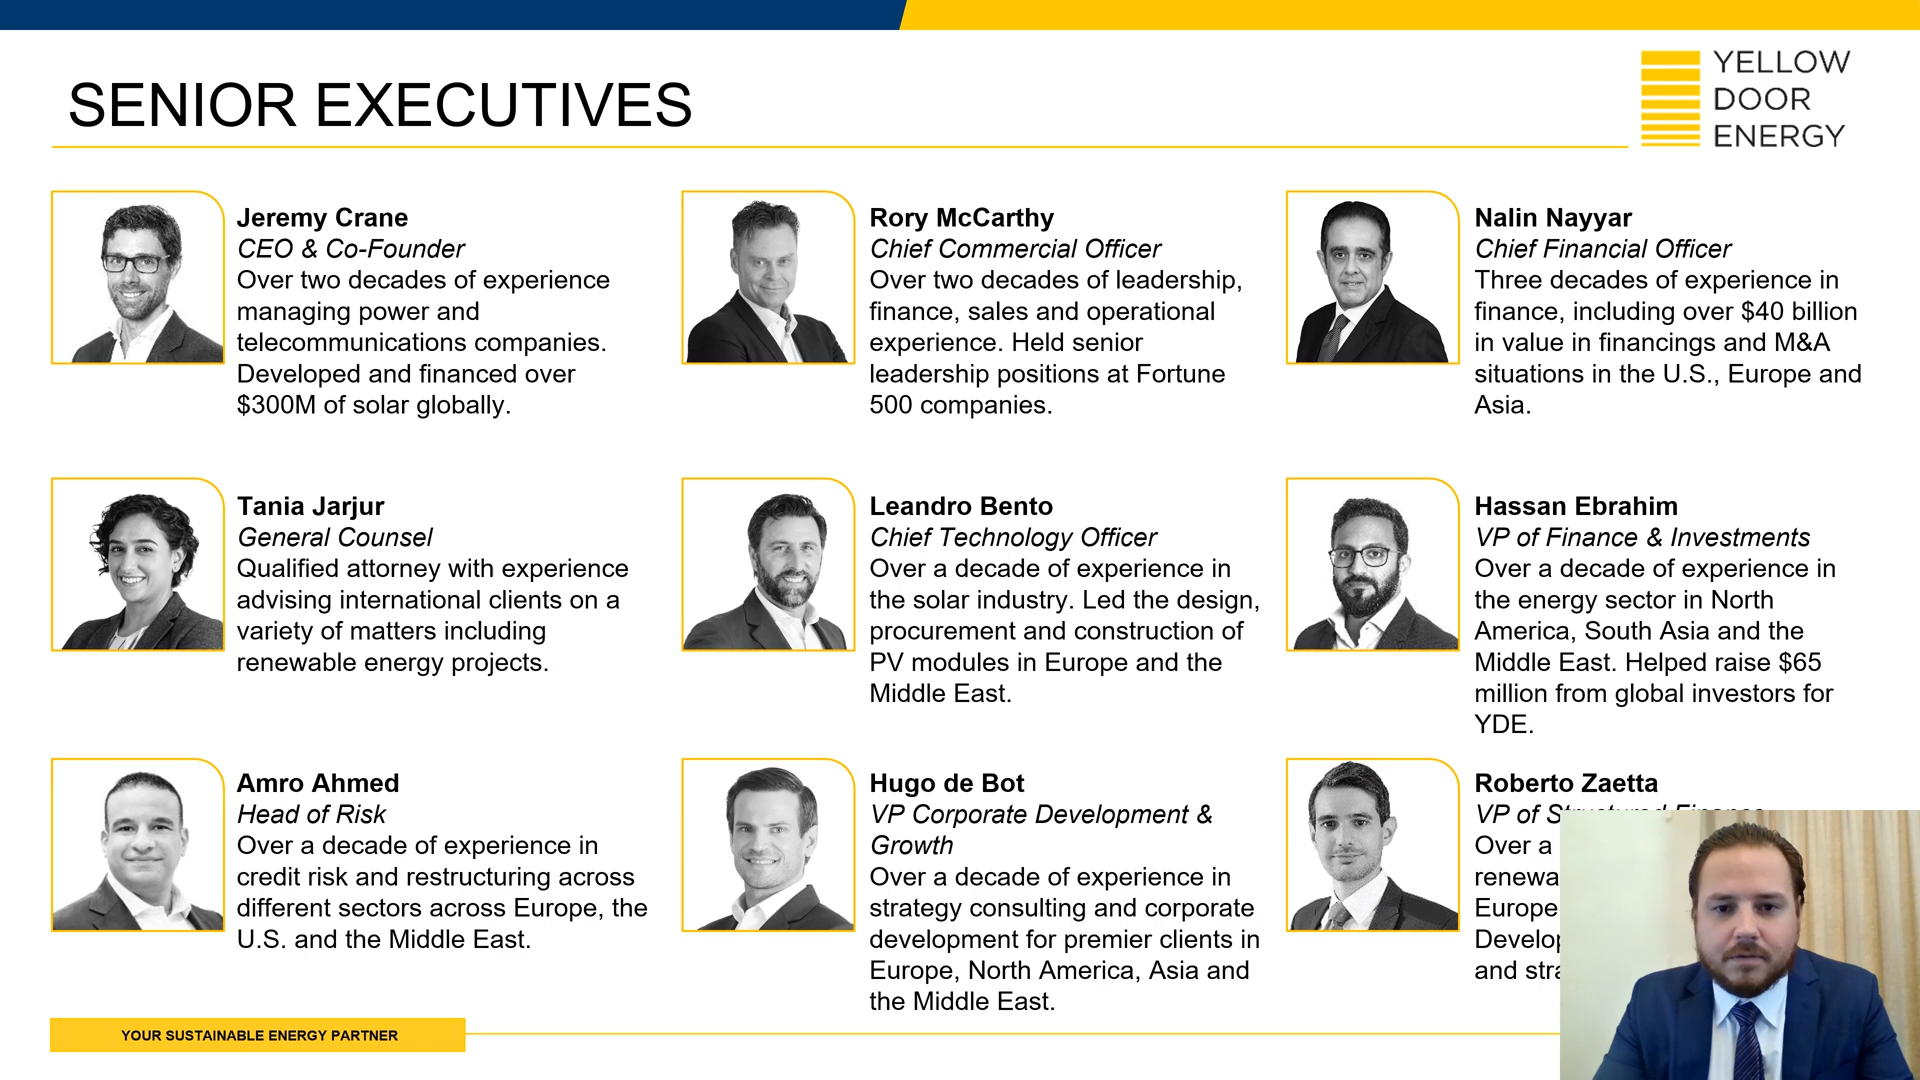 SENIOR EXECUTIVES
YELLOW
DOOR
ENERGY
Jeremy Crane
CEO & Co-Founder
Over two decades of experience
managing power and
telecommunications companies.
Developed and financed over
$300M of solar globally.
Rory McCarthy
Chief Commercial Officer
Over two decades of leadership,
finance, sales and operational
experience. Held senior
leadership positions at Fortune
500 companies.
Nalin Nayyar
Chief Financial Officer
Three decades of experience in
finance, including over $40 billion
in value in financings and M&A
situations in the U.S., Europe and
Asia.
Tania Jarjur
General Counsel
Qualified attorney with experience
advising international clients on a
variety of matters including
renewable energy projects.
Leandro Bento
Chief Technology Officer
Over a decade of experience in
the solar industry. Led the design,
procurement and construction of
PV modules in Europe and the
Middle East.
Hassan Ebrahim
VP of Finance & Investments
Over a decade of experience in
the energy sector in North
America, South Asia and the
Middle East. Helped raise $65
million from global investors for
YDE.
Amro Ahmed
Head of Risk
Over a decade of experience in
credit risk and restructuring across
different sectors across Europe, the
U.S. and the Middle East.
Hugo de Bot
VP Corporate Development &
Growth
Over a decade of experience in
strategy consulting and corporate
development for premier clients in
Europe, North America, Asia and
the Middle East.
Roberto Zaetta
VP of Structured Finance
Over a
Europe
and
YOUR SUSTAINABLE ENERGY PARTNER